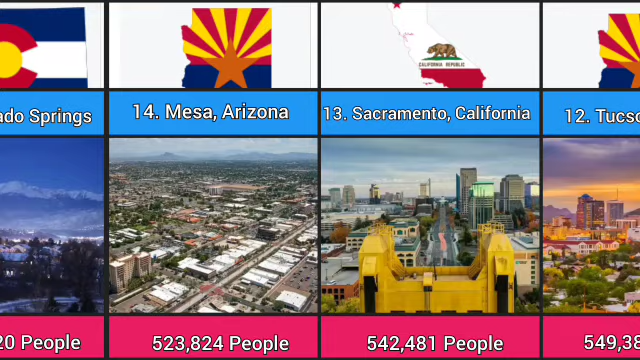 CALIFORNIA REPUBLIC
ado Springs
14. Mesa, Arizona
13. Sacramento, California
12. Tucso
20 People
523,824 People
542,481 People
549,38